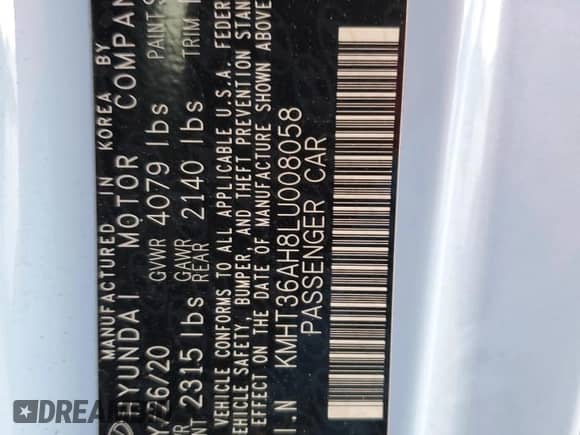 MANUFACTURED IN KOREA BY
HYUNDAI MOTOR COMPAN
/26/20 GVWR 4079 lbs PAINT
GAWR
NT 2315 lbs REAR 2140 lbs TRIM
VEHICLE CONFORMS TO ALL APPLICABLE U.S.A. FEDER
VEHICLE SAFETY, BUMPER, AND THEFT PREVENTION STAN
EFFECT ON THE DATE OF MANUFACTURE SHOWN ABOVE
I.N KMHT36AH8LU008058
PASSENGER CAR